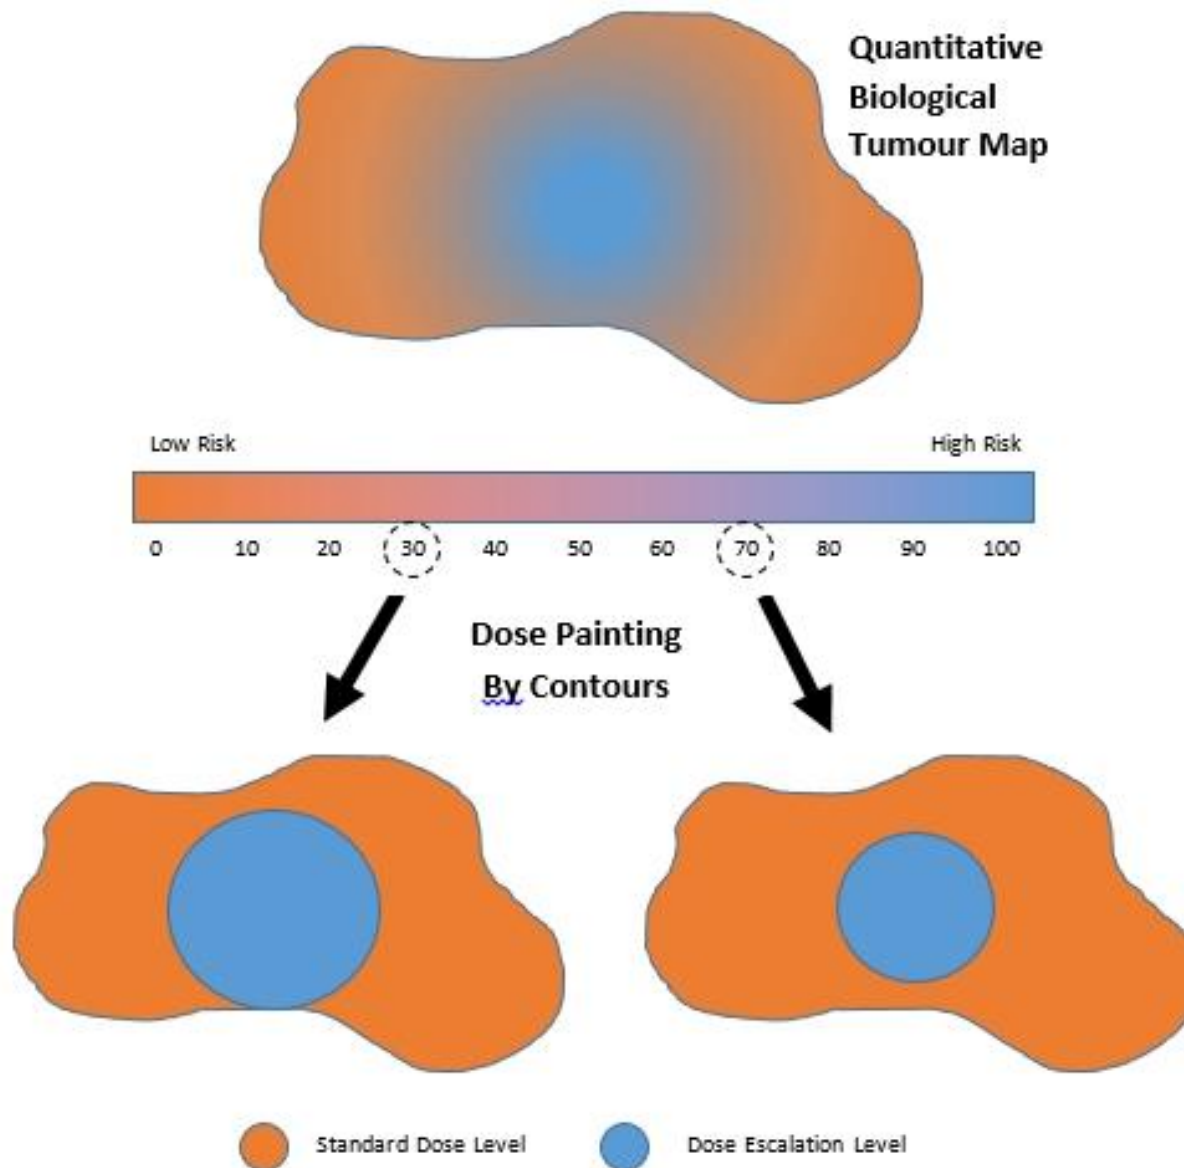 Quantitative
Biological
Tumour Map
Low Risk High Risk
0 10 20 30 40 50 60 70 80 90 100
Dose Painting
By Contours
Standard Dose Level Dose Escalation Level